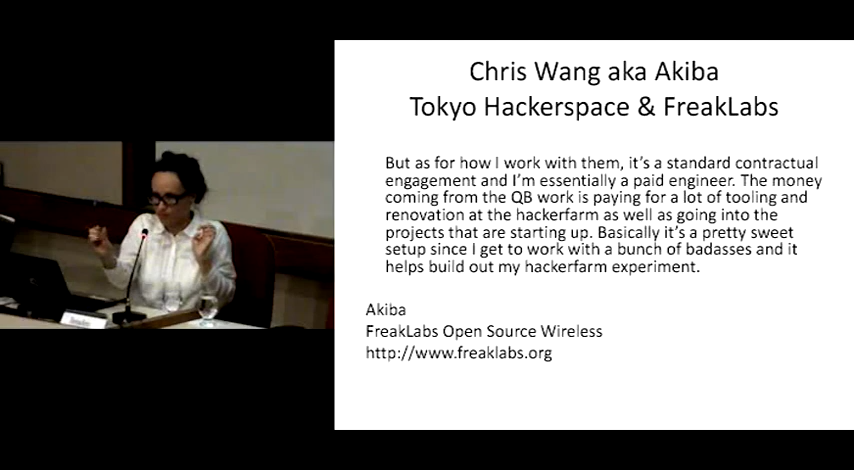 Chris Wang aka Akiba
Tokyo Hackerspace & FreakLabs
But as for how I work with them, it's a standard contractual
engagement and I'm essentially a paid engineer. The money
coming from the QB work is paying for a lot of tooling and
renovation at the hackerfarm as well as going into the
projects that are starting up. Basically it's a pretty sweet
setup since I get to work with a bunch of badasses and it
helps build out my hackerfarm experiment.
Akiba
FreakLabs Open Source Wireless
http://www.freaklabs.org